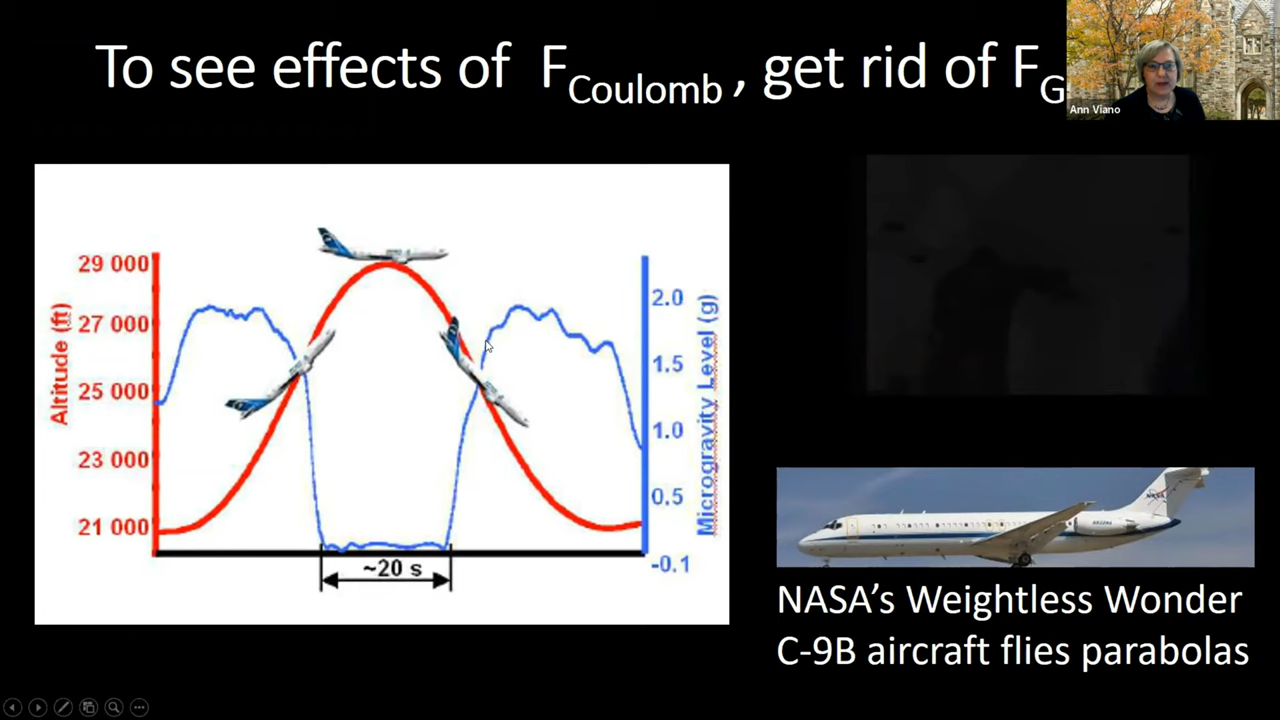 To see effects of F Coulomb , get rid of F G
Ann Viano
Altitude (ft)
29 000
27 000
25 000
23 000
21 000
2.0
1.5
1.0
0.5
-0.1
Microgravity Level (g)
~20 s
NASA
NASA's Weightless Wonder
C-9B aircraft flies parabolas